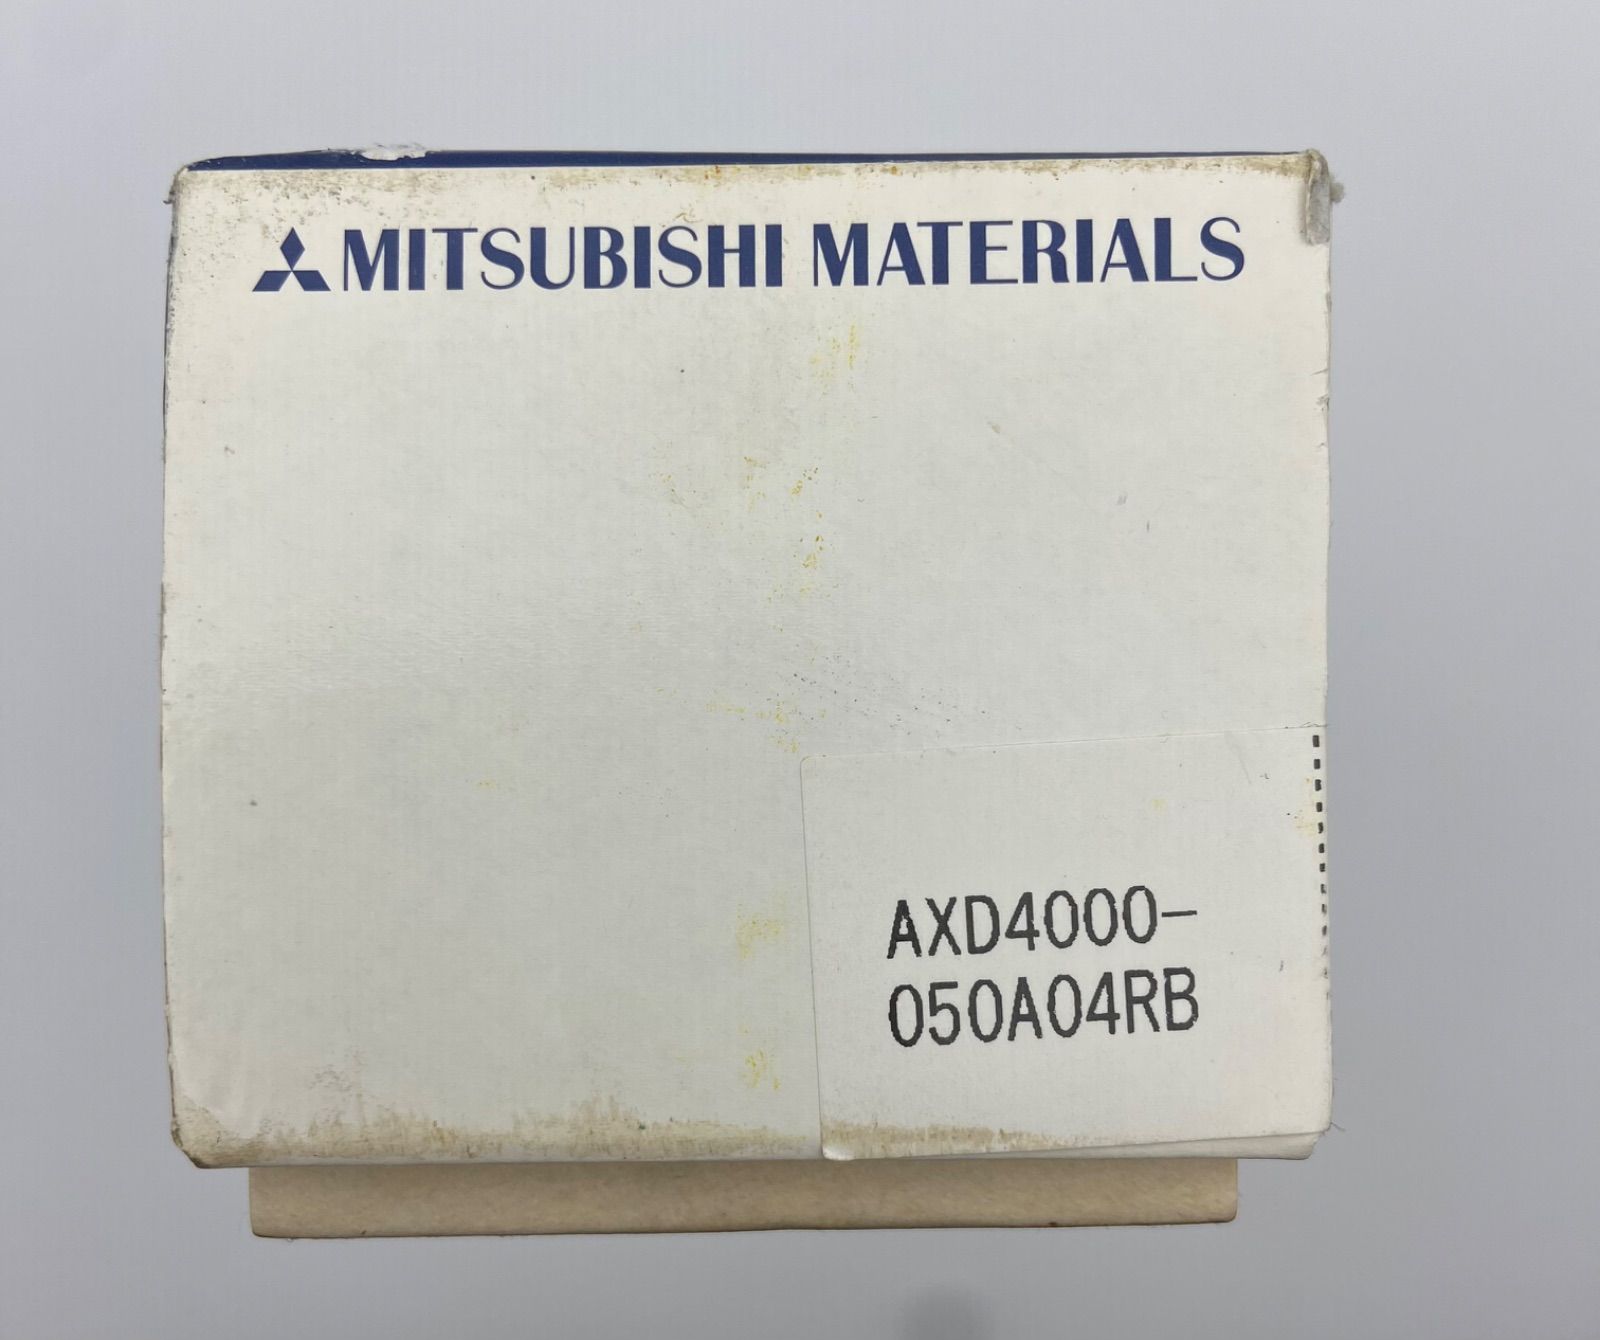 MITSUBISHI MATERIALS
AXD4000-
050A04RB